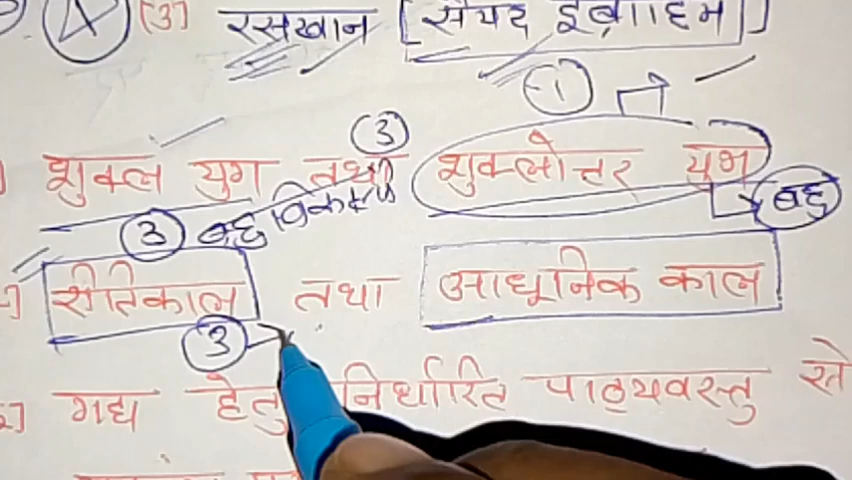 A (3) रसखान [सैयद इब्राहिम]
1 ते
3
शुक्ल युग तथा शुक्लोत्तर युग
3 बहु विकल्प बहु
रीतिकाल तथा आधूनिक काल
3
गद्य हेतु निर्धारित पाठ्यवस्तु से